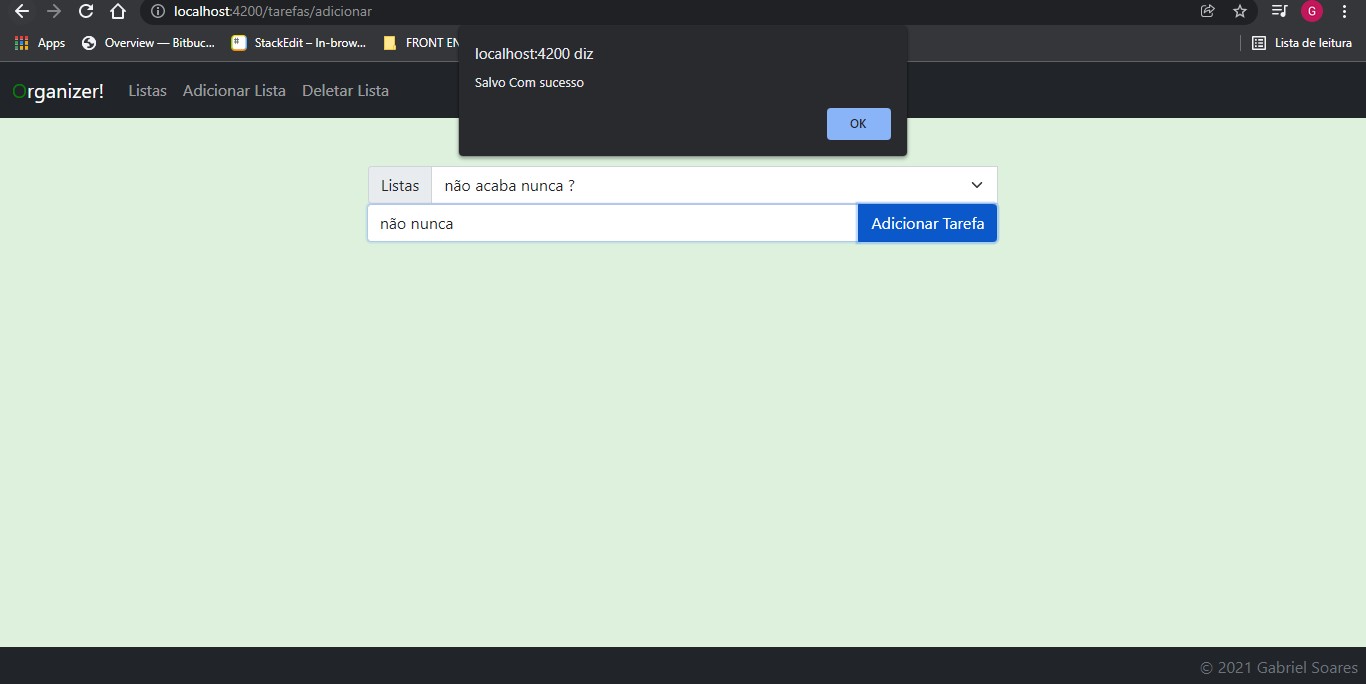 localhost:4200/tarefas/adicionar
G
Apps Overview — Bitbuc... StackEdit – In-brow... FRONT EN Lista de leitura
localhost:4200 diz
Salvo Com sucesso
OK
Organizer! Listas Adicionar Lista Deletar Lista
Listas não acaba nunca ?
não nunca Adicionar Tarefa
© 2021 Gabriel Soares